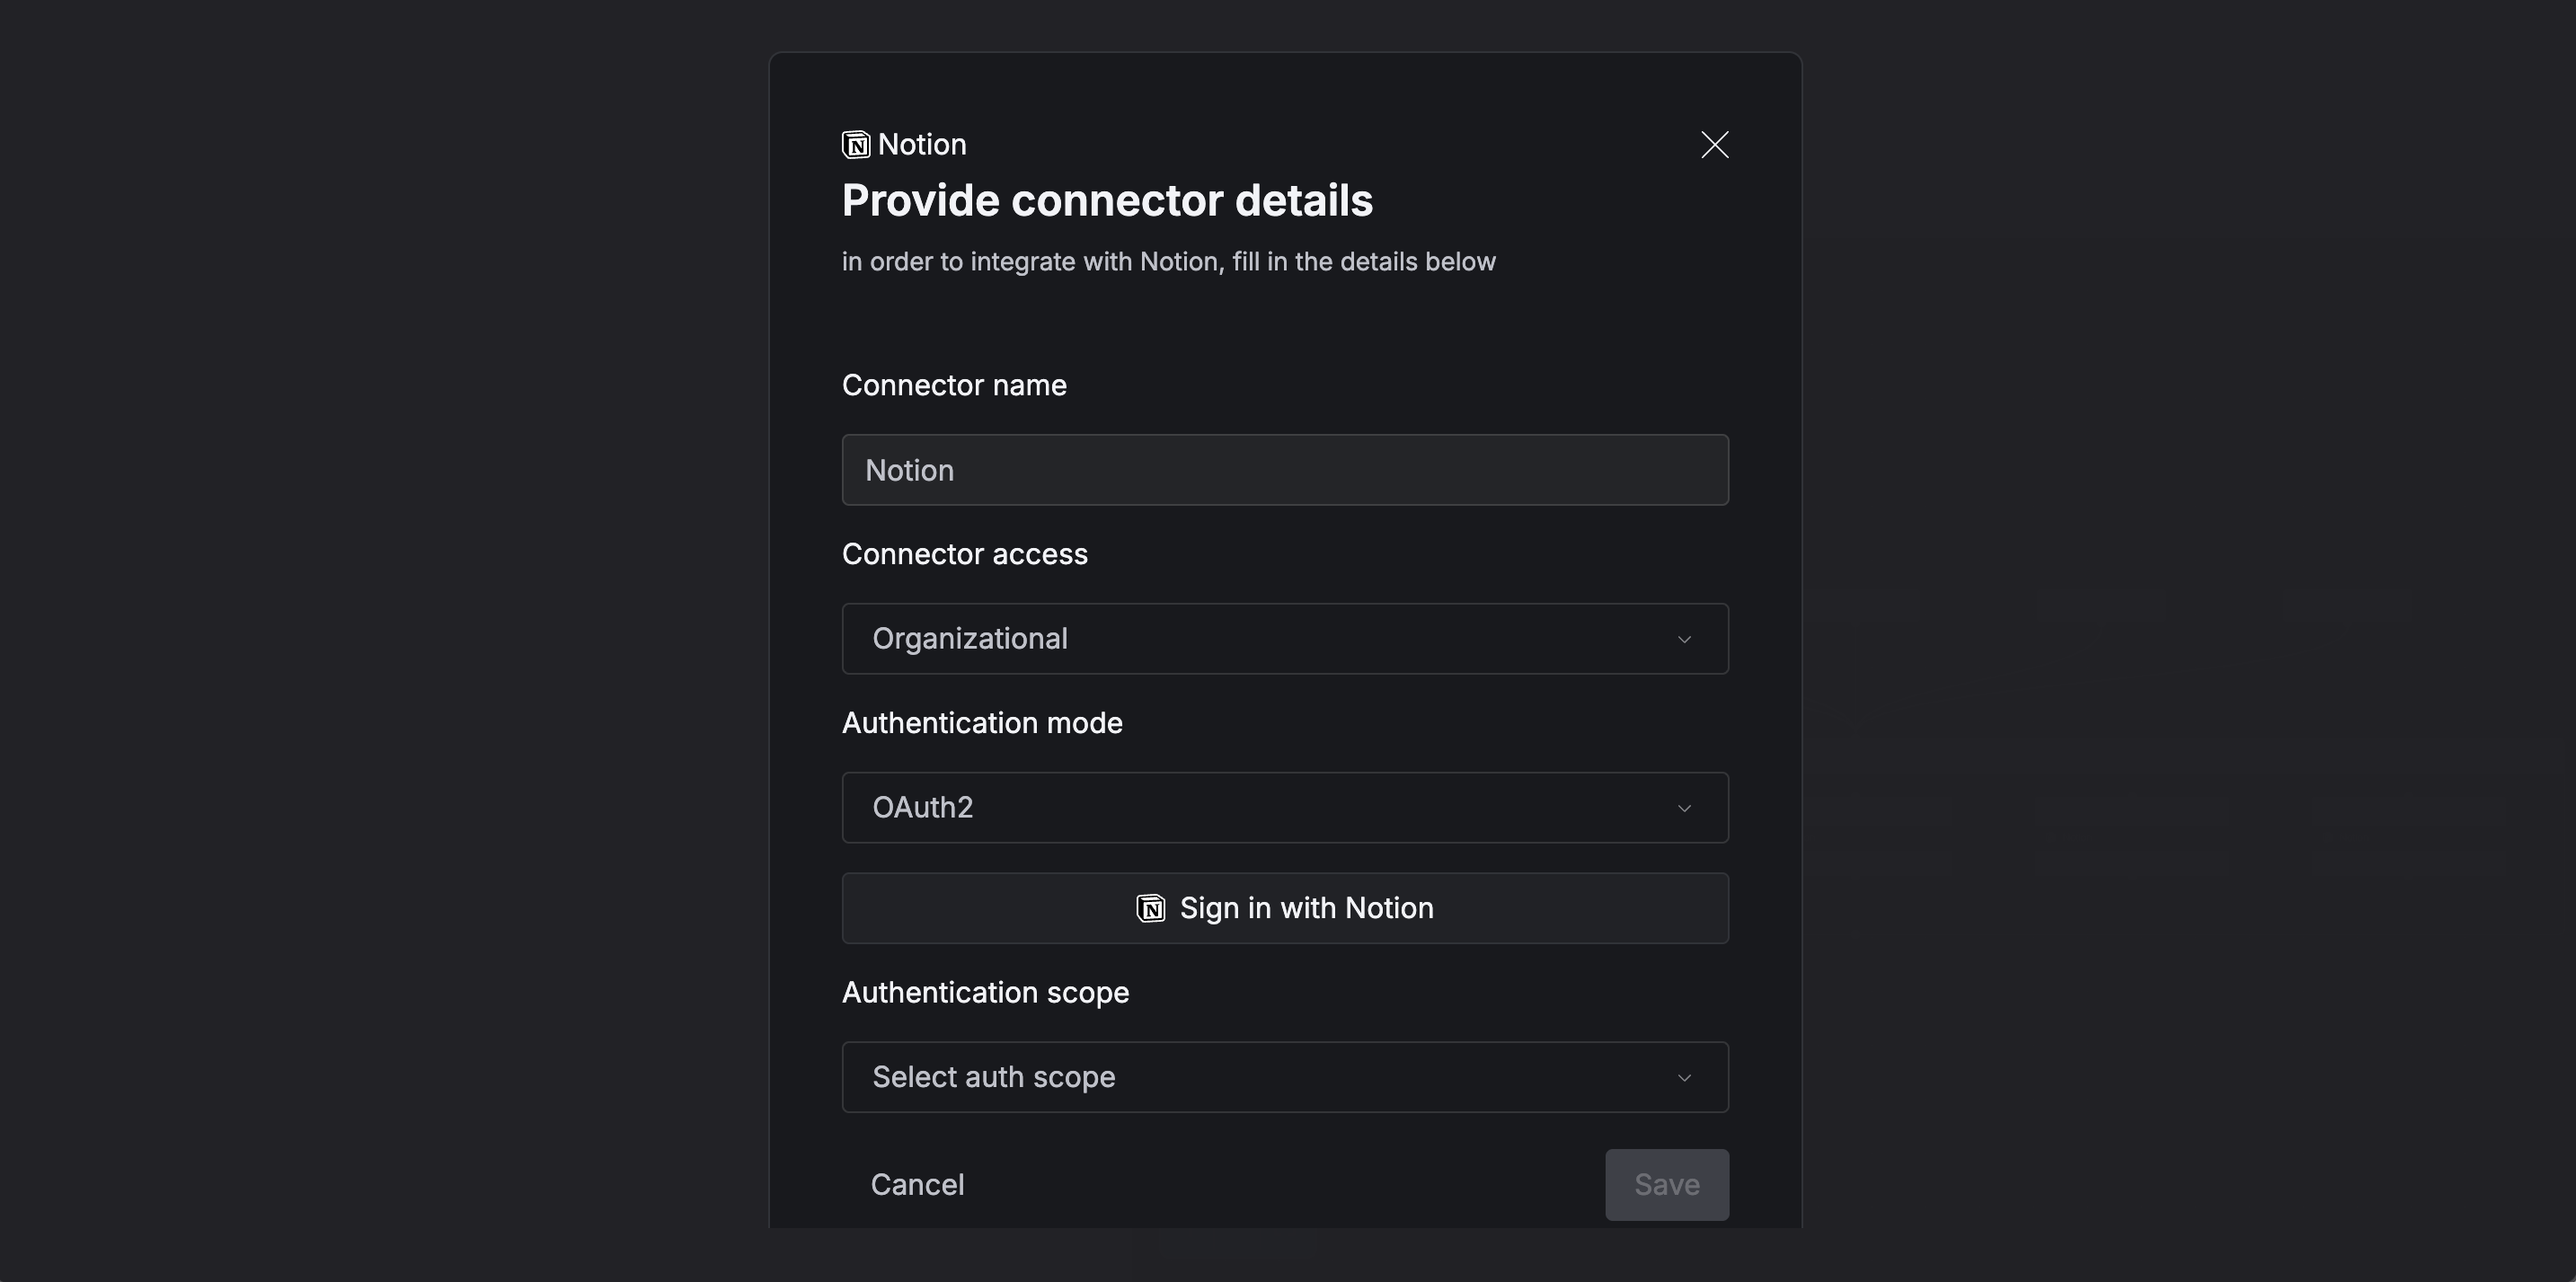 Notion
Provide connector details
in order to integrate with Notion, fill in the details below
Connector name
Notion
Connector access
Organizational
Authentication mode
OAuth2
Sign in with Notion
Authentication scope
Select auth scope
Cancel
Save